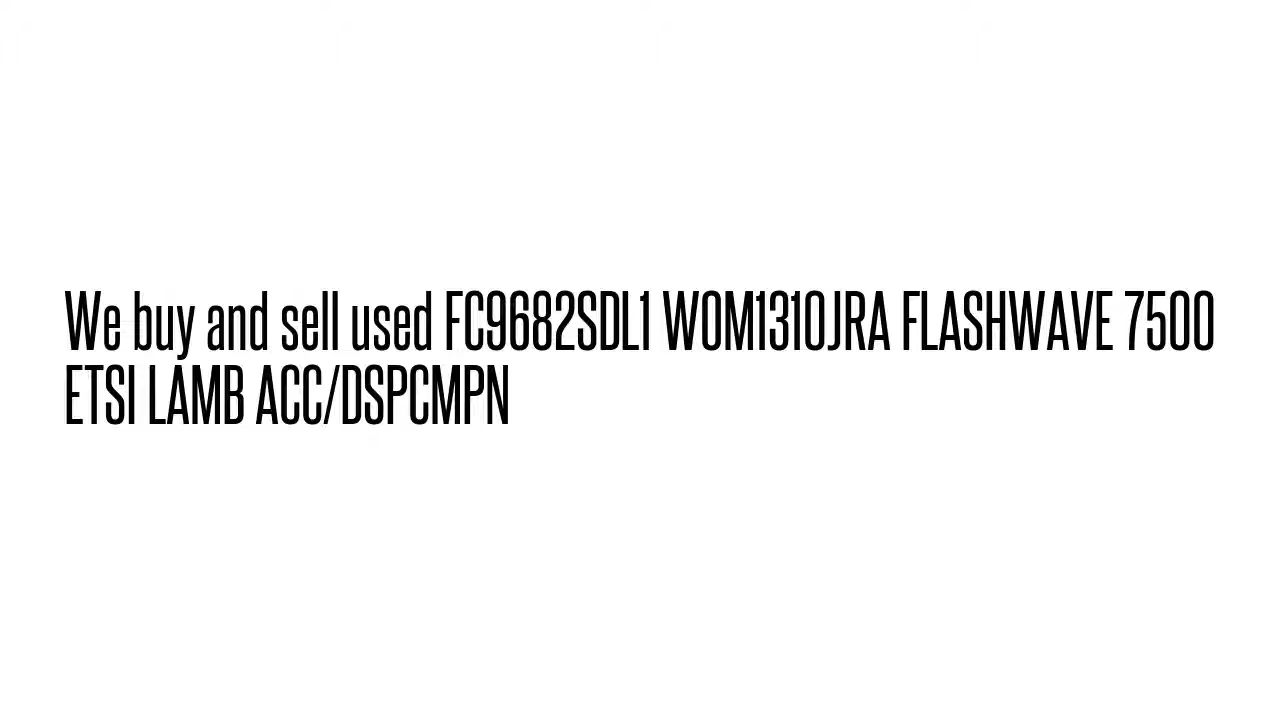 We buy and sell used FC9682SDL1 WOM1310JRA FLASHWAVE 7500
ETSI LAMB ACC/DSPCMPN